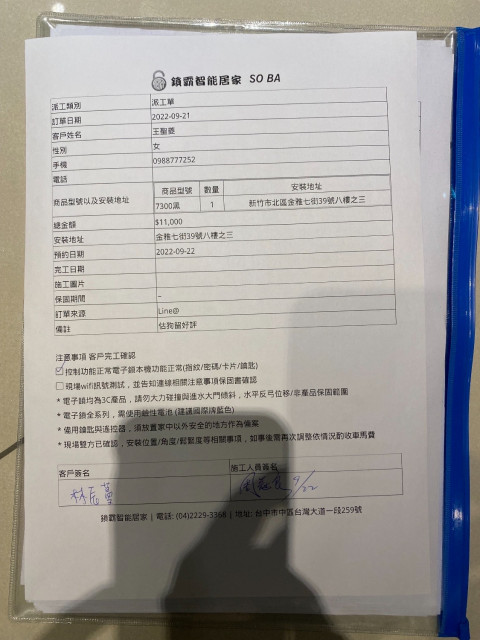 鎖霸智能居家 SO BA
派工類別 派工單
訂單日期 2022-09-21
客戶姓名 王聖菱
性別 女
手機 0988777252
電話
商品型號以及安裝地址 商品型號 數量 安裝地址
7300黑 1 新竹市北區金雅七街39號八樓之三
總金額 $11,000
安裝地址 金雅七街39號八樓之三
預約日期 2022-09-22
完工日期
施工圖片
保固期間 –
訂單來源 Line@
備註 估狗留好評
注意事項 客戶完工確認
控制功能正常電子鎖本機功能正常(指紋/密碼/卡片/鑰匙)
現場wifi訊號測試,並告知連線相關注意事項保固書確認
* 電子鎖均為3C產品,請勿大力碰撞與進水大門傾斜,水平反弓位移/非產品保固範圍
* 電子鎖全系列,需使用鹼性電池 (建議國際牌藍色)
* 備用鑰匙與遙控器,須放置家中以外安全的地方作為備案
* 現場雙方已確認,安裝位置/角度/鬆緊度等相關事項,如事後需再次調整依情況酌收車馬費
客戶簽名 施工人員簽名
9/22
鎖霸智能居家 | 電話: (04)2229-3368 | 地址: 台中市中區台灣大道一段259號